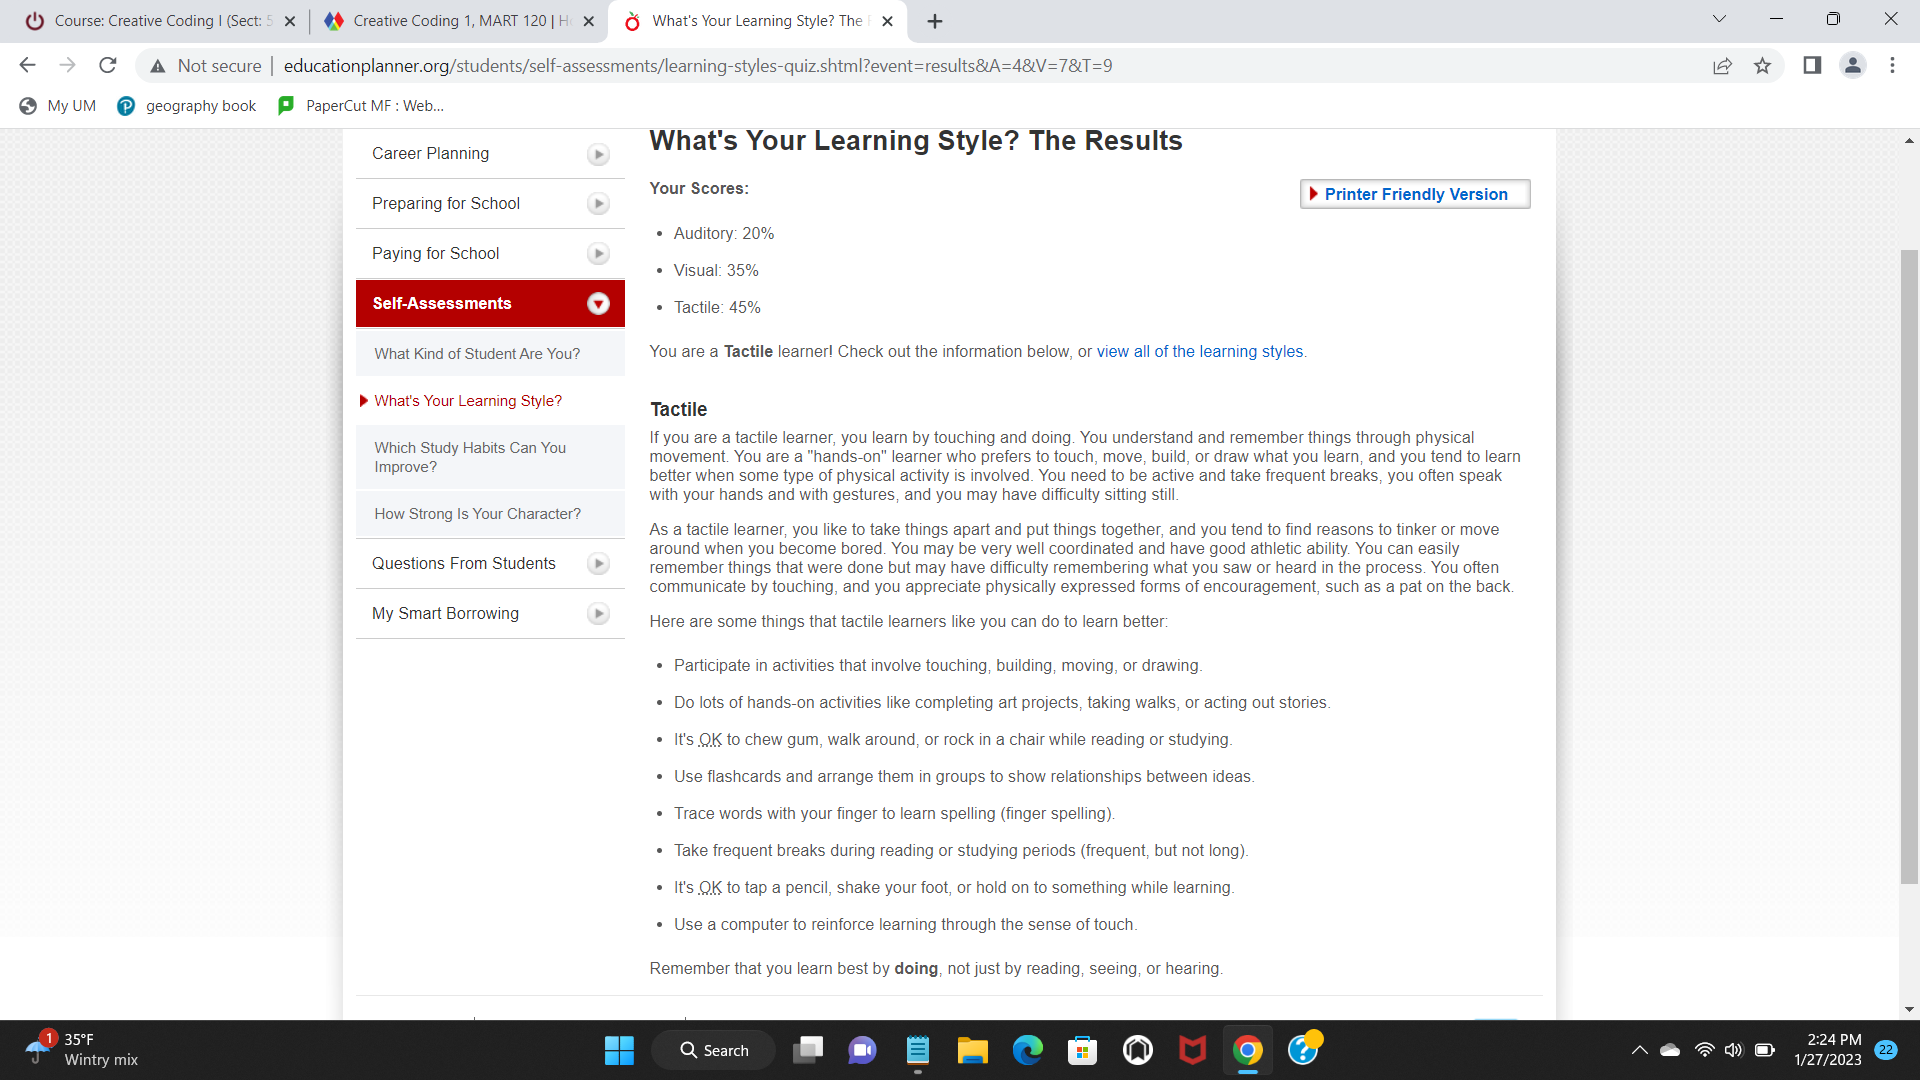 Course: Creative Coding I (Sect: 5
Creative Coding 1, MART 120 | He
What's Your Learning Style? The R
Not secure
educationplanner.org/students/self-assessments/learning-styles-quiz.shtml?event=results&A=4&V=7&T=9
My UM
geography book
PaperCut MF : Web...
Career Planning
Preparing for School
Paying for School
Self-Assessments
What Kind of Student Are You?
What's Your Learning Style?
Which Study Habits Can You
Improve?
How Strong Is Your Character?
Questions From Students
My Smart Borrowing
What's Your Learning Style? The Results
Your Scores:
Printer Friendly Version
• Auditory: 20%
• Visual: 35%
• Tactile: 45%
You are a Tactile learner! Check out the information below, or view all of the learning styles.
Tactile
If you are a tactile learner, you learn by touching and doing. You understand and remember things through physical
movement. You are a "hands-on" learner who prefers to touch, move, build, or draw what you learn, and you tend to learn
better when some type of physical activity is involved. You need to be active and take frequent breaks, you often speak
with your hands and with gestures, and you may have difficulty sitting still.
As a tactile learner, you like to take things apart and put things together, and you tend to find reasons to tinker or move
around when you become bored. You may be very well coordinated and have good athletic ability. You can easily
remember things that were done but may have difficulty remembering what you saw or heard in the process. You often
communicate by touching, and you appreciate physically expressed forms of encouragement, such as a pat on the back.
Here are some things that tactile learners like you can do to learn better:
• Participate in activities that involve touching, building, moving, or drawing.
• Do lots of hands-on activities like completing art projects, taking walks, or acting out stories.
• It's OK to chew gum, walk around, or rock in a chair while reading or studying.
• Use flashcards and arrange them in groups to show relationships between ideas.
• Trace words with your finger to learn spelling (finger spelling).
• Take frequent breaks during reading or studying periods (frequent, but not long).
• It's OK to tap a pencil, shake your foot, or hold on to something while learning.
• Use a computer to reinforce learning through the sense of touch.
Remember that you learn best by doing, not just by reading, seeing, or hearing.
1
35°F
Wintry mix
Search
2:24 PM
1/27/2023
22